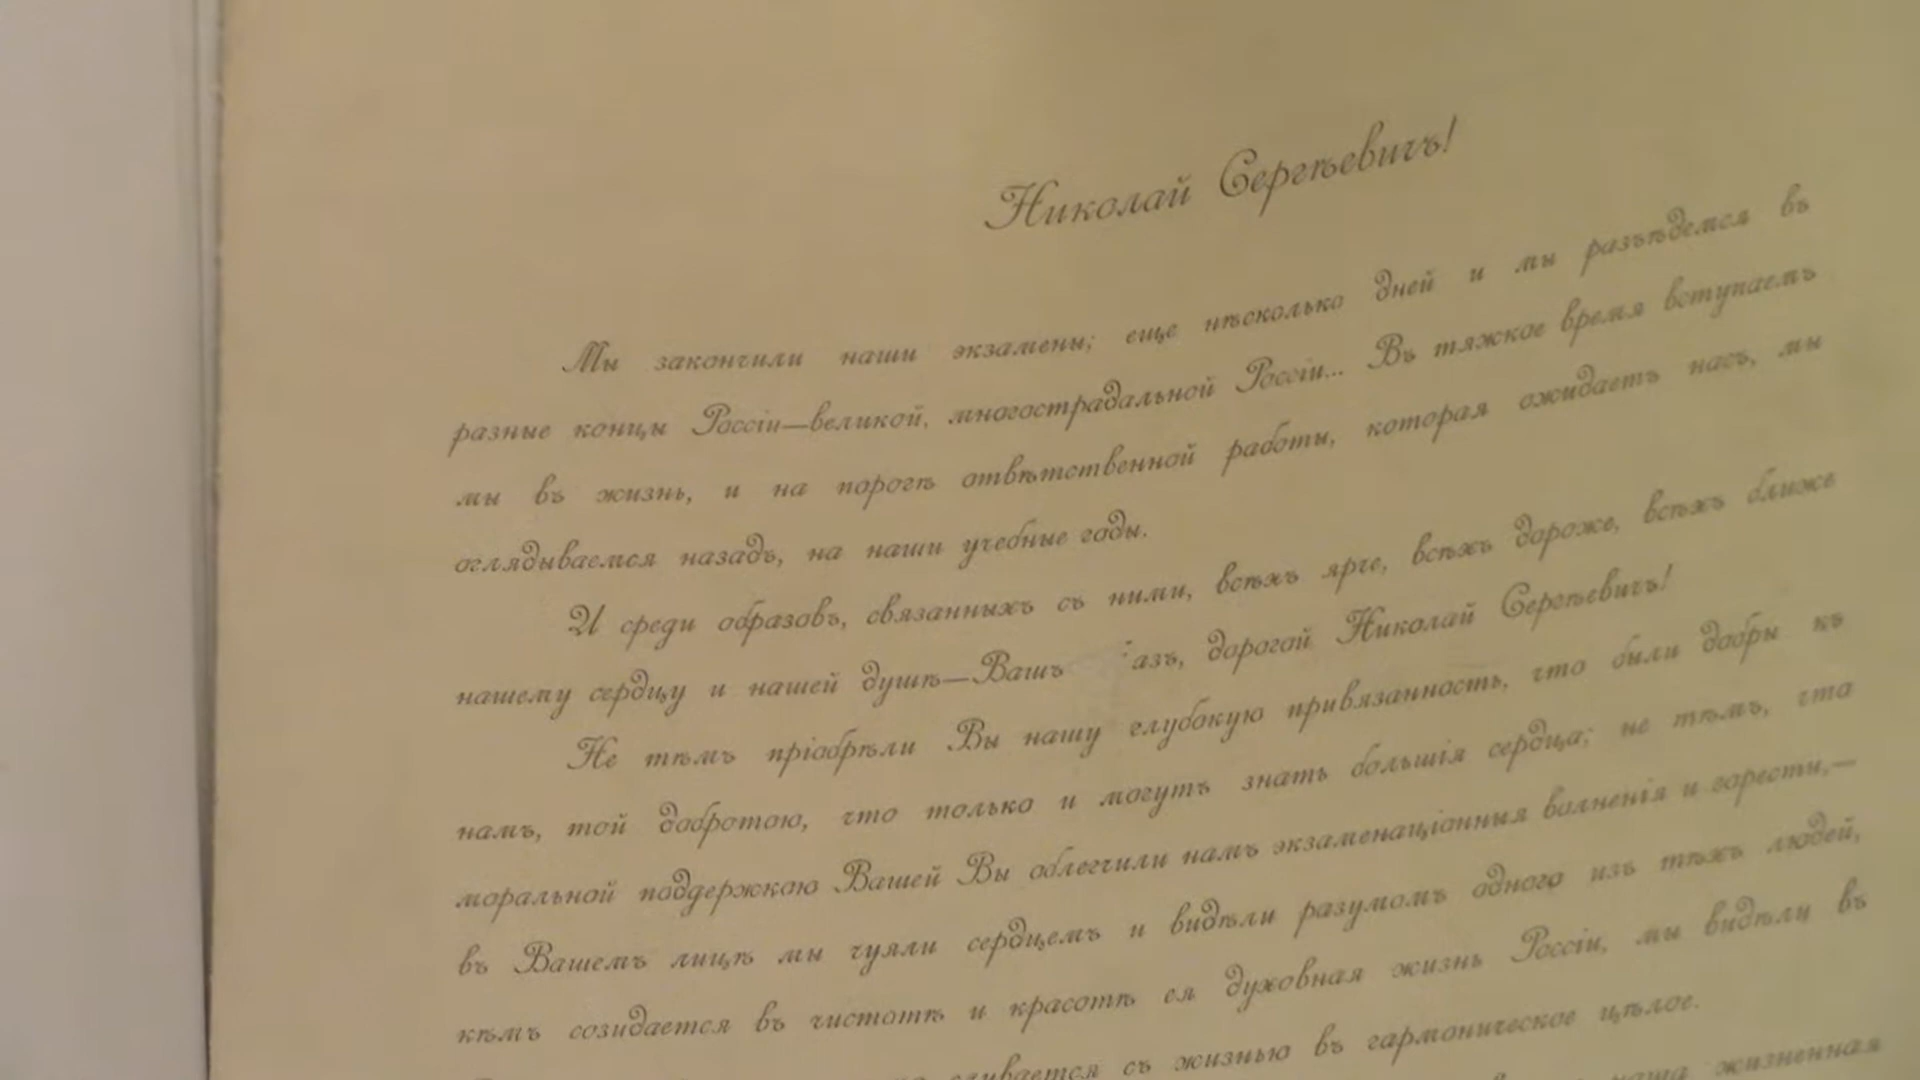 Николай Сергѣевичъ!
Мы закончили наши экзамены; еще нѣсколько дней и мы разъѣдемся въ
разные концы Россіи—великой, многострадальной Россіи... Въ тяжкое время вступаемъ
мы въ жизнь, и на порогѣ отвѣтственной работы, которая ожидаетъ насъ, мы
оглядываемся назадъ, на наши учебные годы.
И среди образовъ, связанныхъ съ ними, всѣхъ ярче, всѣхъ дороже, всѣхъ ближе
нашему сердцу и нашей душѣ—Вашъ азъ, дорогой Николай Сергѣевичъ!
Не тѣмъ пріобрѣли Вы нашу глубокую привязанность, что были добры къ
намъ, той добротою, что только и могутъ знать большія сердца; не тѣмъ, что
моральной поддержкою Вашей Вы облегчили намъ экзаменаціонныя волненія и горести,—
въ Вашемъ лицѣ мы чуяли сердцемъ и видѣли разумомъ одного изъ тѣхъ людей,
кѣмъ созидается въ чистотѣ и красотѣ ея духовная жизнь Россіи, мы видѣли въ
сливается съ жизнью въ гармоническое цѣлое.
наша жизненная